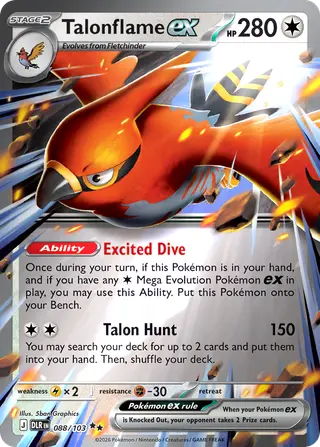 STAGE2 Talonflame ex HP 280
Evolves from Fletchinder
Ability Excited Dive
Once during your turn, if this Pokémon is in your hand,
and if you have any Mega Evolution Pokémon ex in
play, you may use this Ability. Put this Pokémon onto
your Bench.
Talon Hunt 150
You may search your deck for up to 2 cards and put them
into your hand. Then, shuffle your deck.
weakness ×2 resistance -30 retreat
Pokémon ex rule When your Pokémon ex
is Knocked Out, your opponent takes 2 Prize cards.
Illus. 5ban Graphics
J DLR EN 088/103
©2026 Pokémon / Nintendo / Creatures / GAME FREAK